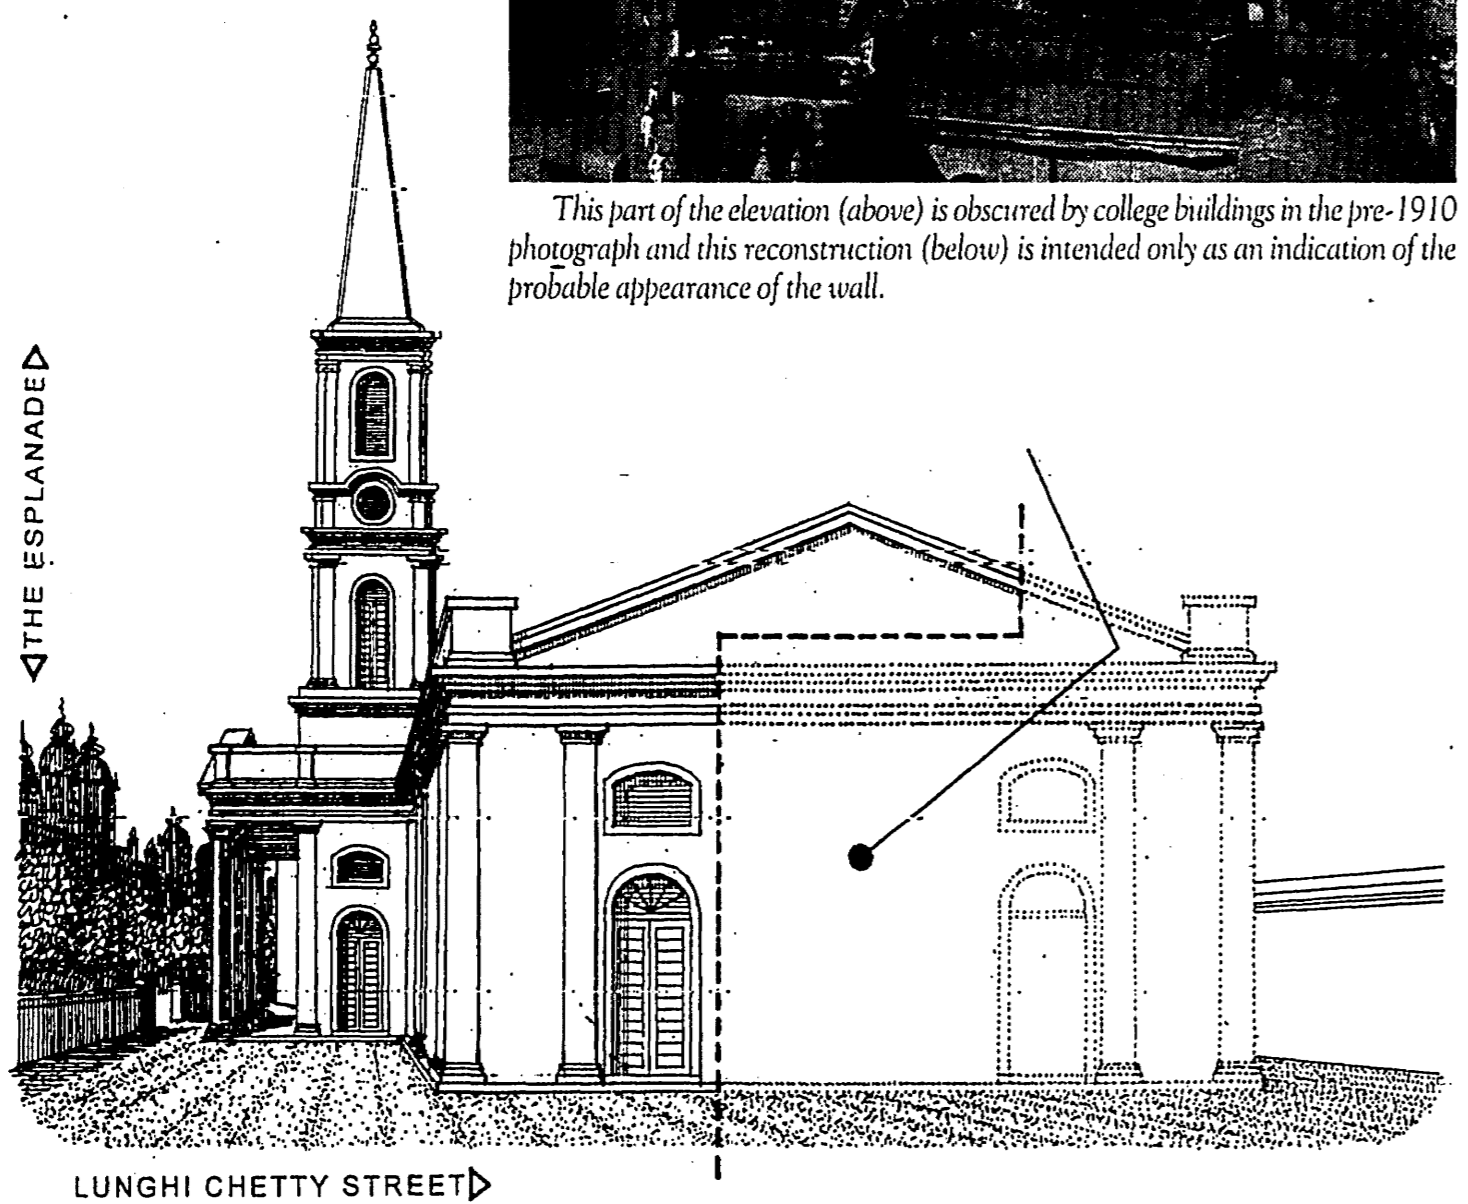 This part of the elevation (above) is obscured by college buildings in the pre-1910
photograph and this reconstruction (below) is intended only as an indication of the
probable appearance of the wall.
THE ESPLANADE
LUNGHI CHETTY STREET